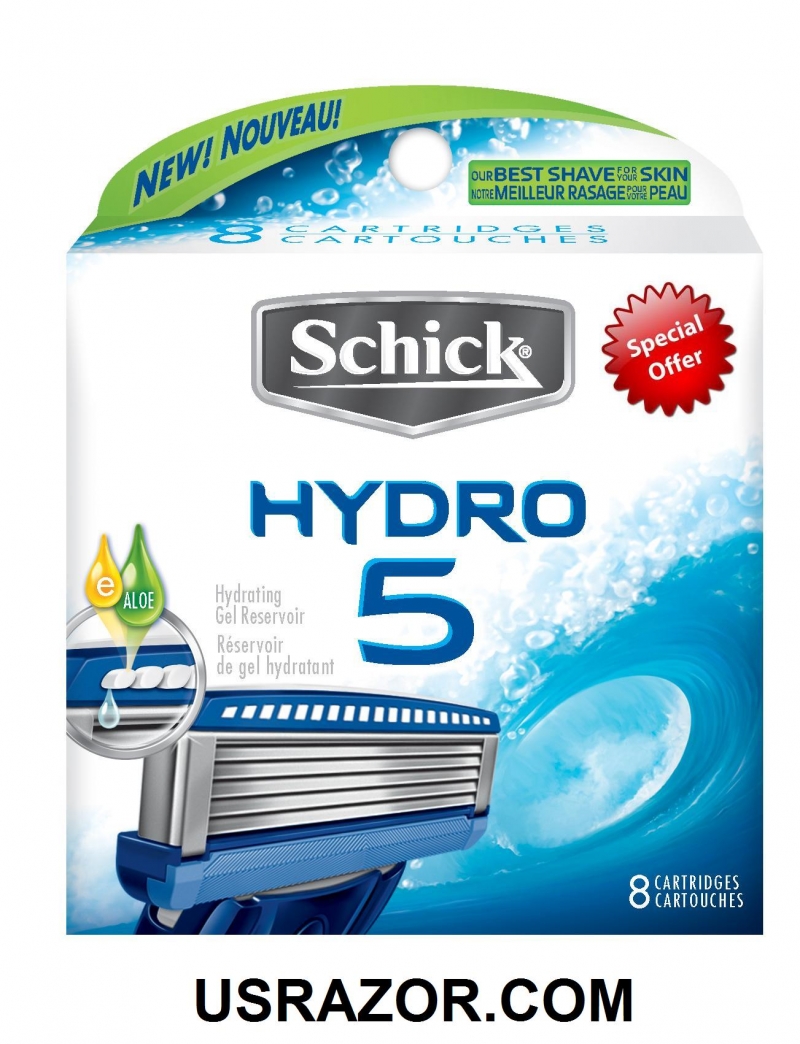 NEW! NOUVEAU!
OUR BEST SHAVE FOR YOUR SKIN
NOTRE MEILLEUR RASAGE POUR VOTRE PEAU
8 CARTRIDGES
CARTOUCHES
Schick®
Special
Offer
HYDRO
5
e
ALOE
Hydrating
Gel Reservoir
Réservoir
de gel hydratant
8 CARTRIDGES
CARTOUCHES
USRAZOR.COM